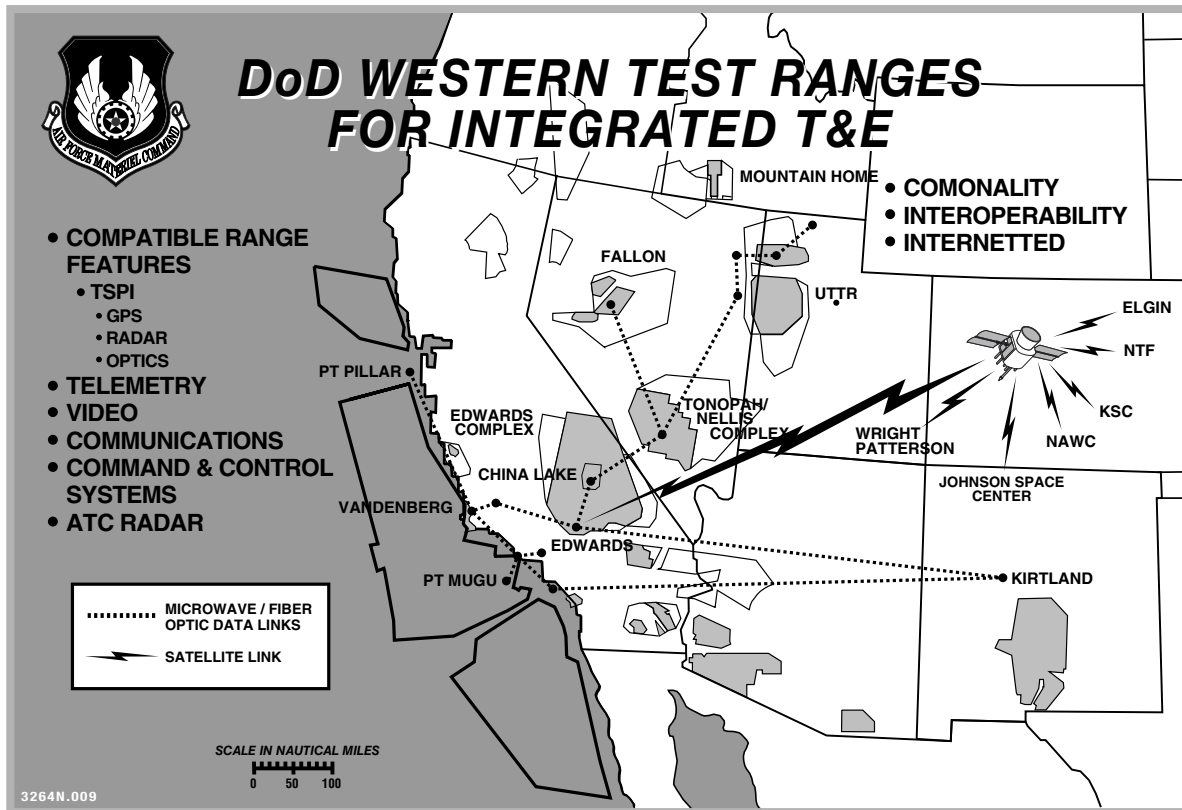 DoD WESTERN TEST RANGES
FOR INTEGRATED T&E
AIR FORCE MATERIEL COMMAND
• COMPATIBLE RANGE
FEATURES
• TSPI
• GPS
• RADAR
• OPTICS
• TELEMETRY
• VIDEO
• COMMUNICATIONS
• COMMAND & CONTROL
SYSTEMS
• ATC RADAR
• COMONALITY
• INTEROPERABILITY
• INTERNETTED
MOUNTAIN HOME
FALLON
UTTR
ELGIN
NTF
KSC
NAWC
JOHNSON SPACE
CENTER
WRIGHT
PATTERSON
PT PILLAR
EDWARDS
COMPLEX
TONOPAH/
NELLIS
COMPLEX
CHINA LAKE
VANDENBERG
EDWARDS
PT MUGU
KIRTLAND
MICROWAVE / FIBER
OPTIC DATA LINKS
SATELLITE LINK
SCALE IN NAUTICAL MILES
0 50 100
3264N.009